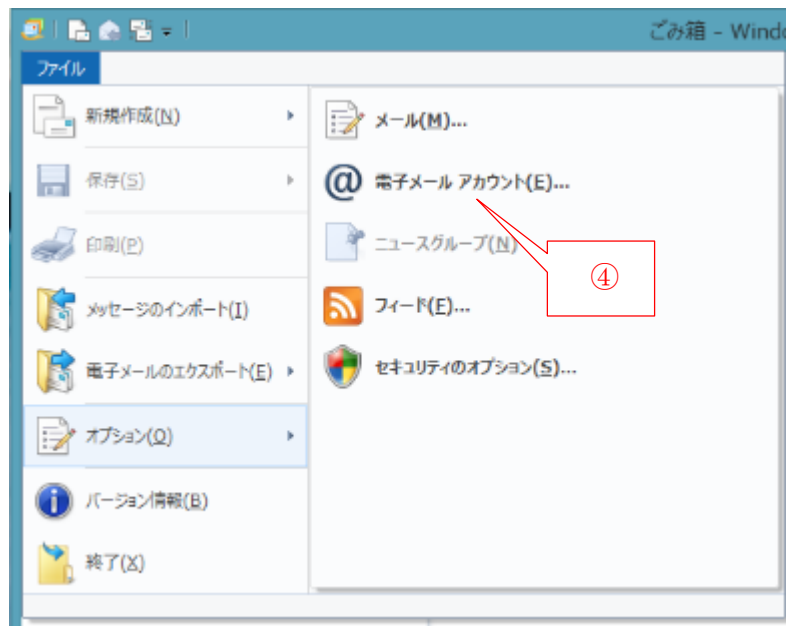 ごみ箱 - Windo
ファイル
新規作成(N)
保存(S)
印刷(P)
メッセージのインポート(I)
電子メールのエクスポート(E)
オプション(O)
バージョン情報(B)
終了(X)
メール(M)...
電子メール アカウント(E)...
ニュースグループ(N)
フィード(F)...
セキュリティのオプション(S)...
④